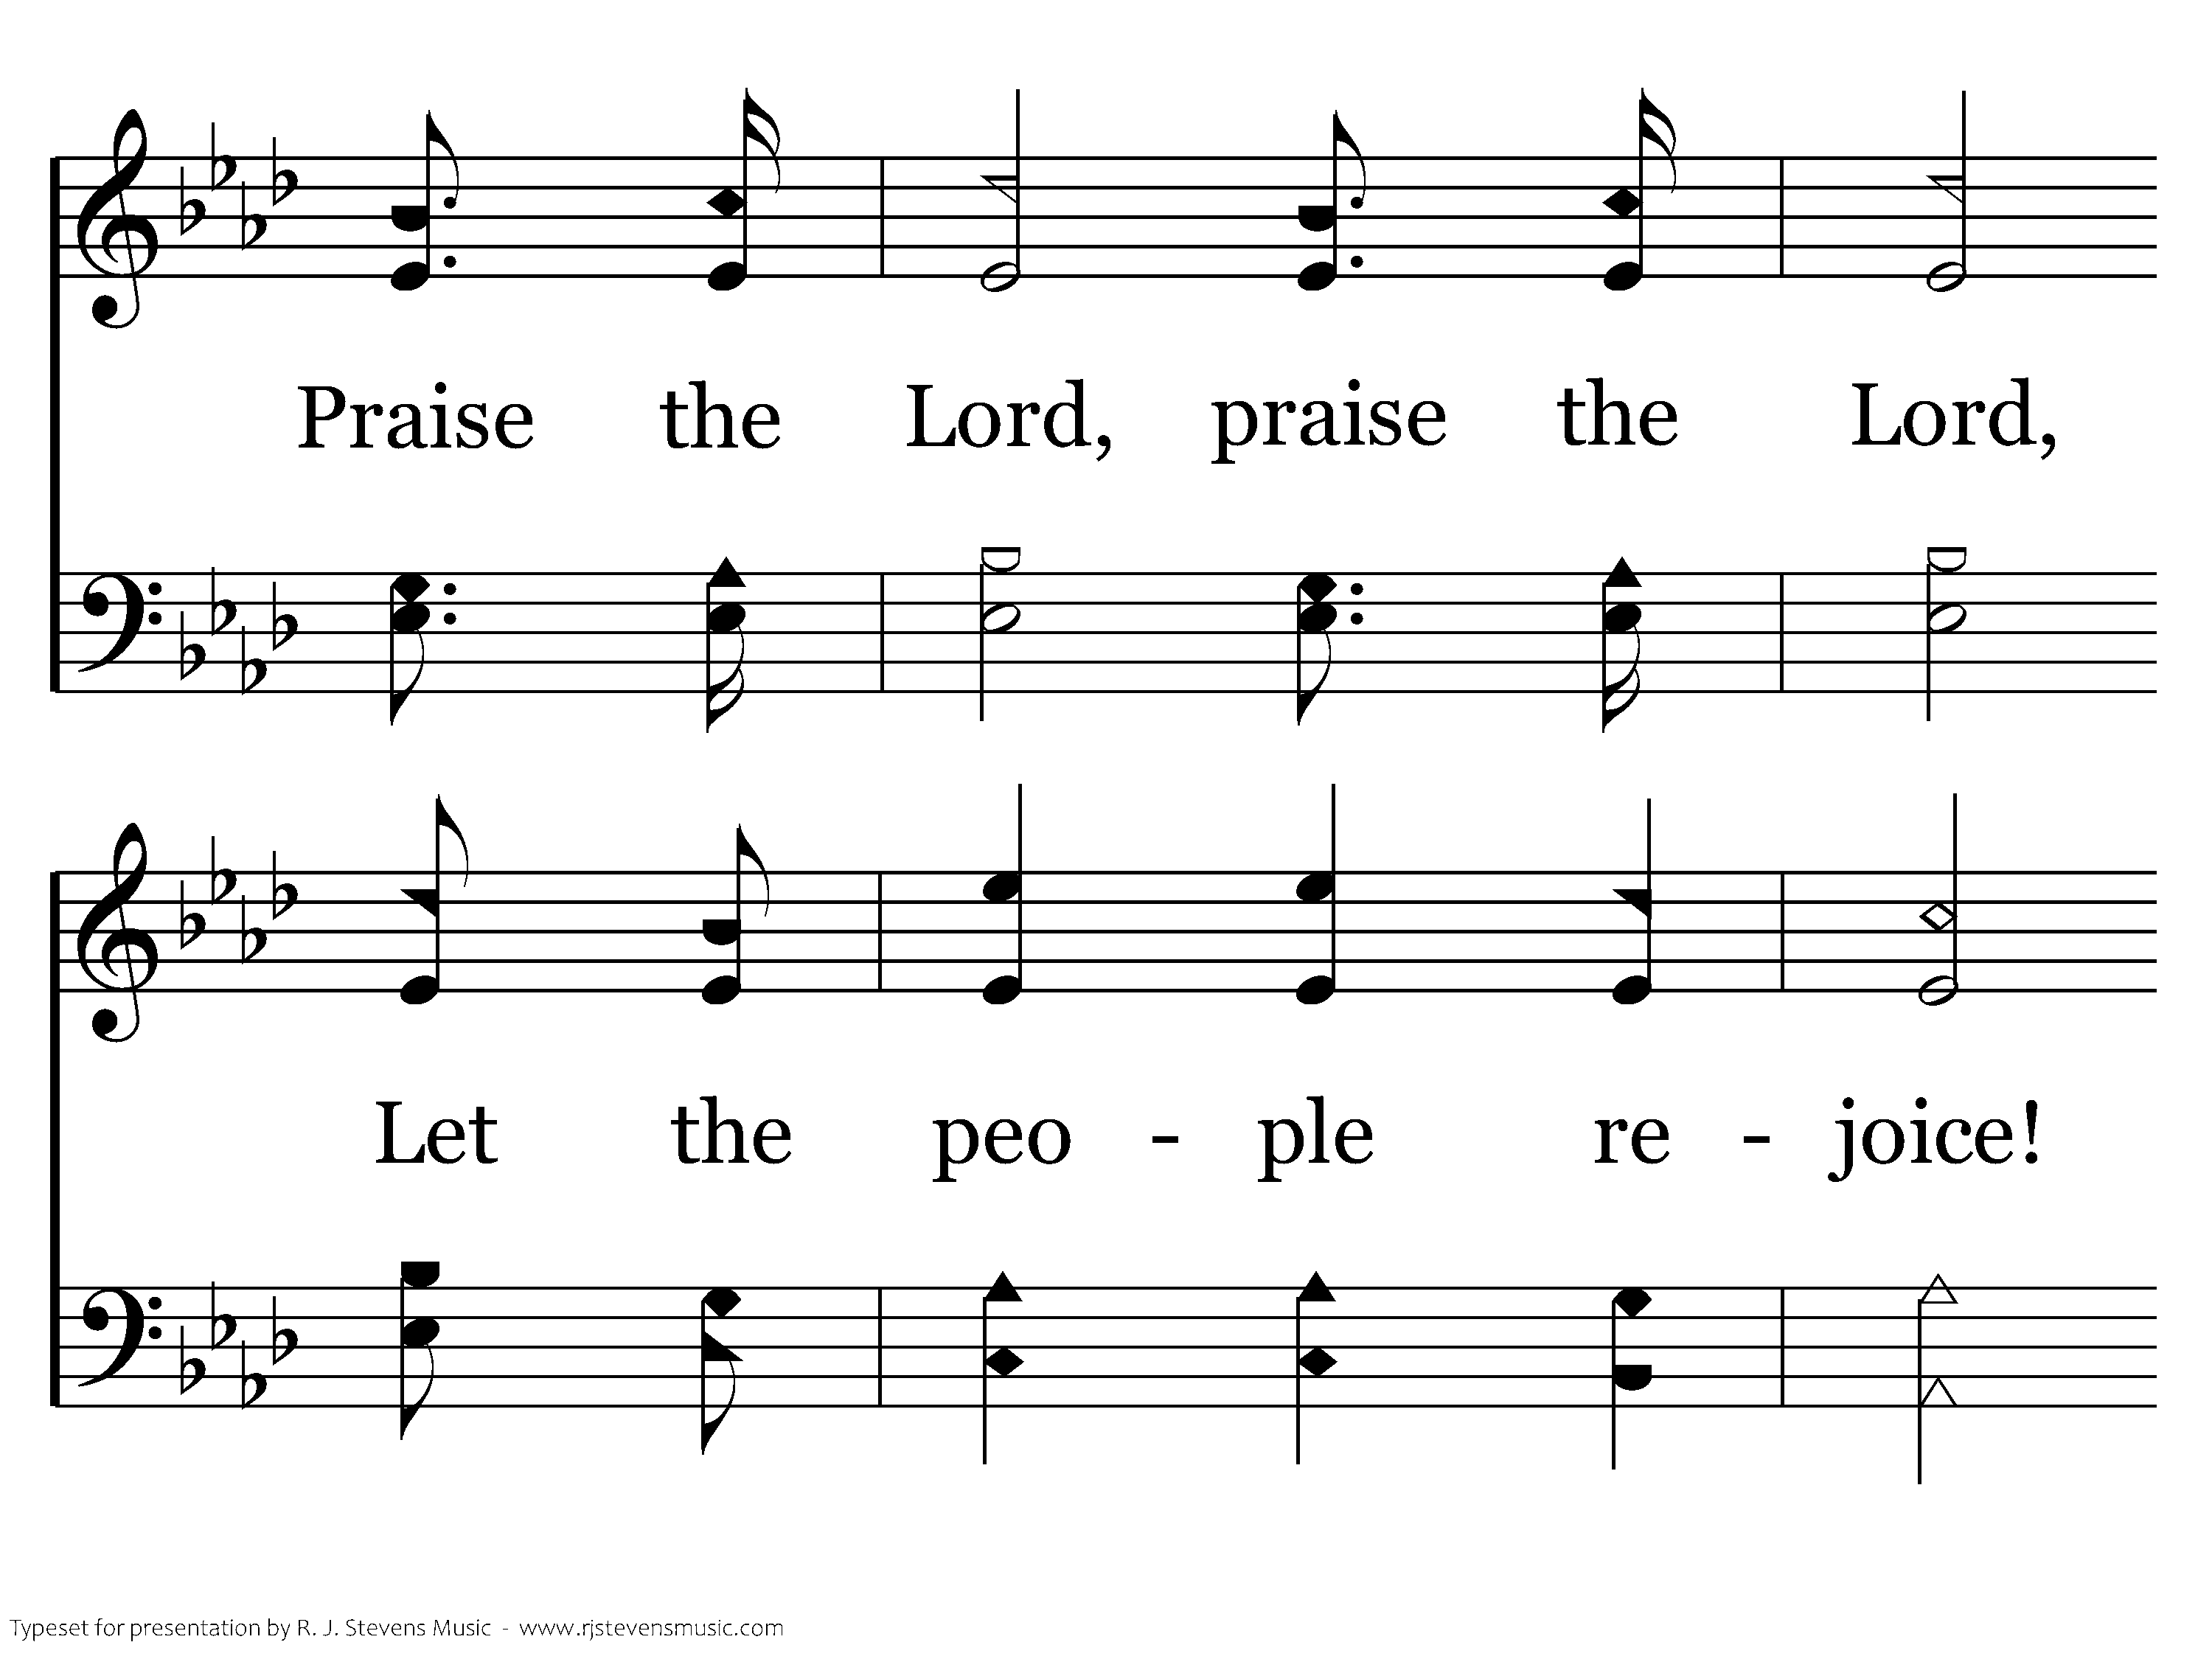 Praise the Lord, praise the Lord,
Let the peo - ple re - joice!
Typeset for presentation by R. J. Stevens Music - www.rjstevensmusic.com